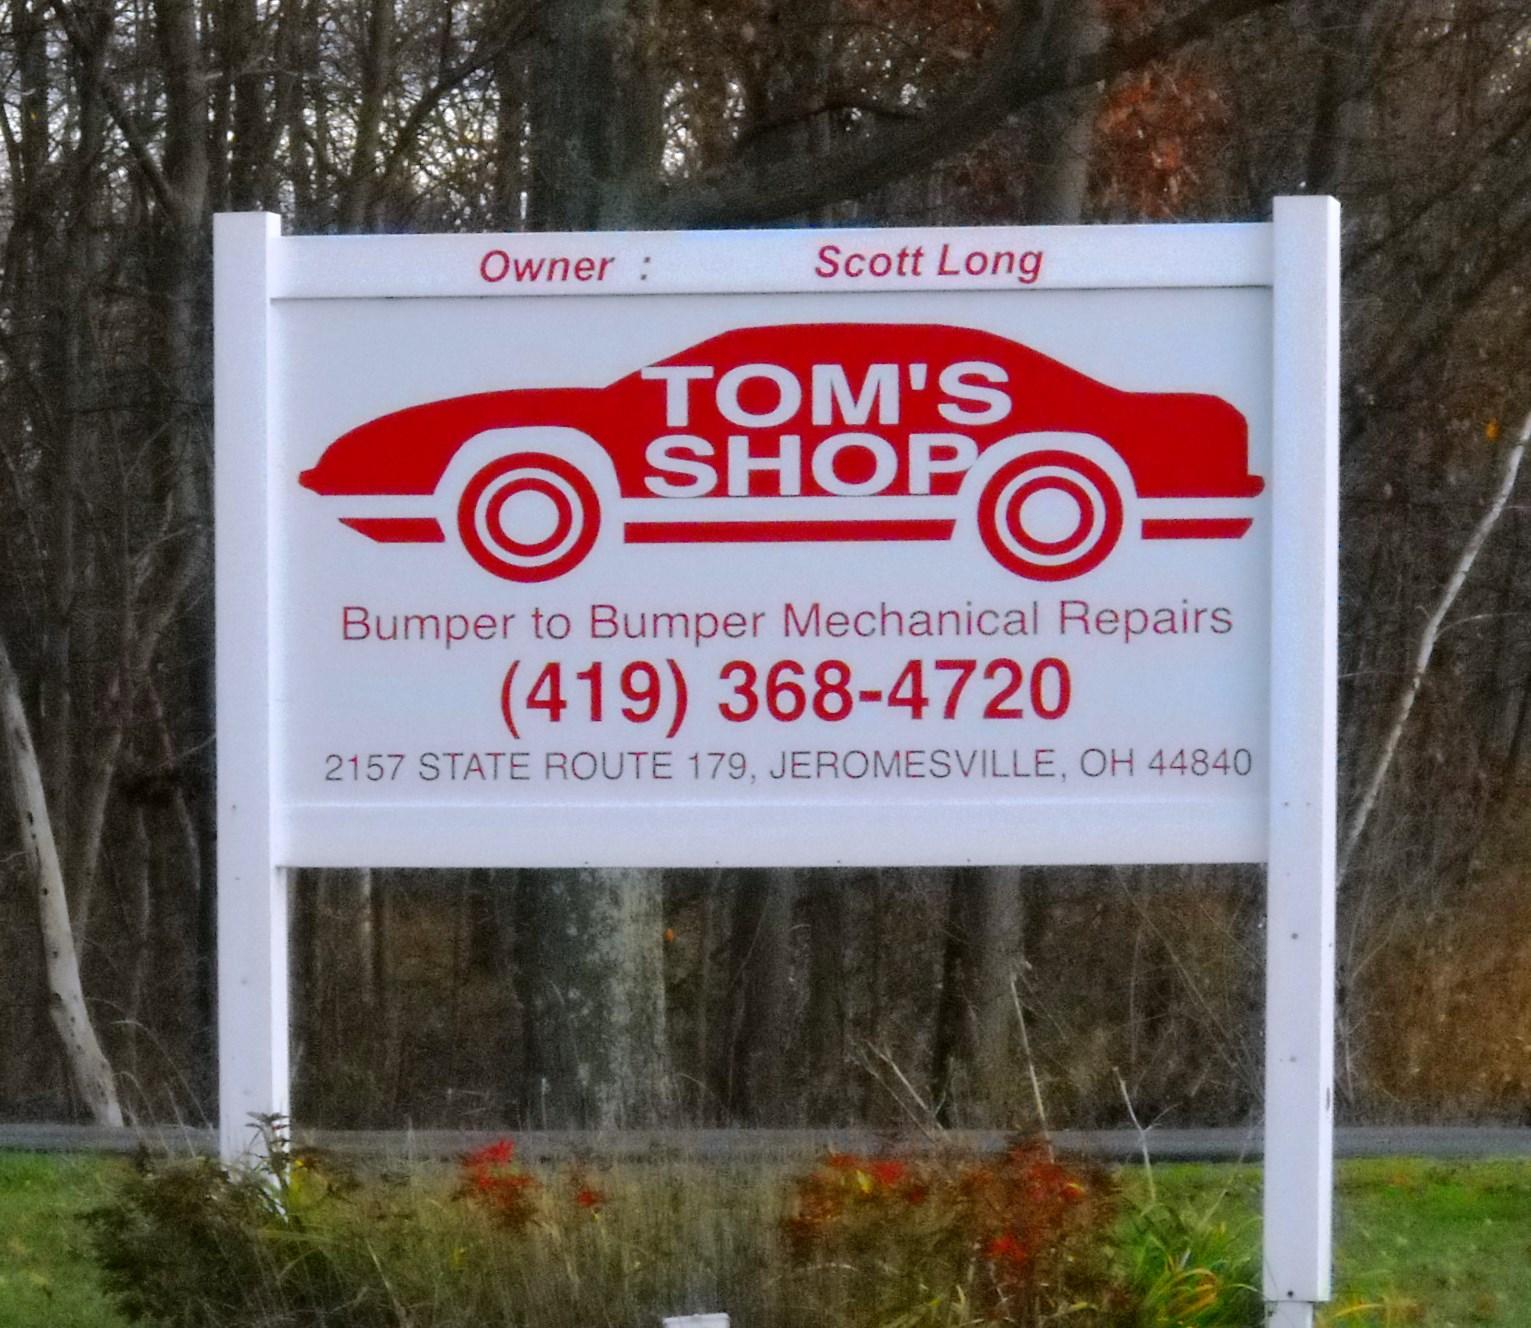 Owner : Scott Long
TOM'S
SHOP
Bumper to Bumper Mechanical Repairs
(419) 368-4720
2157 STATE ROUTE 179, JEROMESVILLE, OH 44840